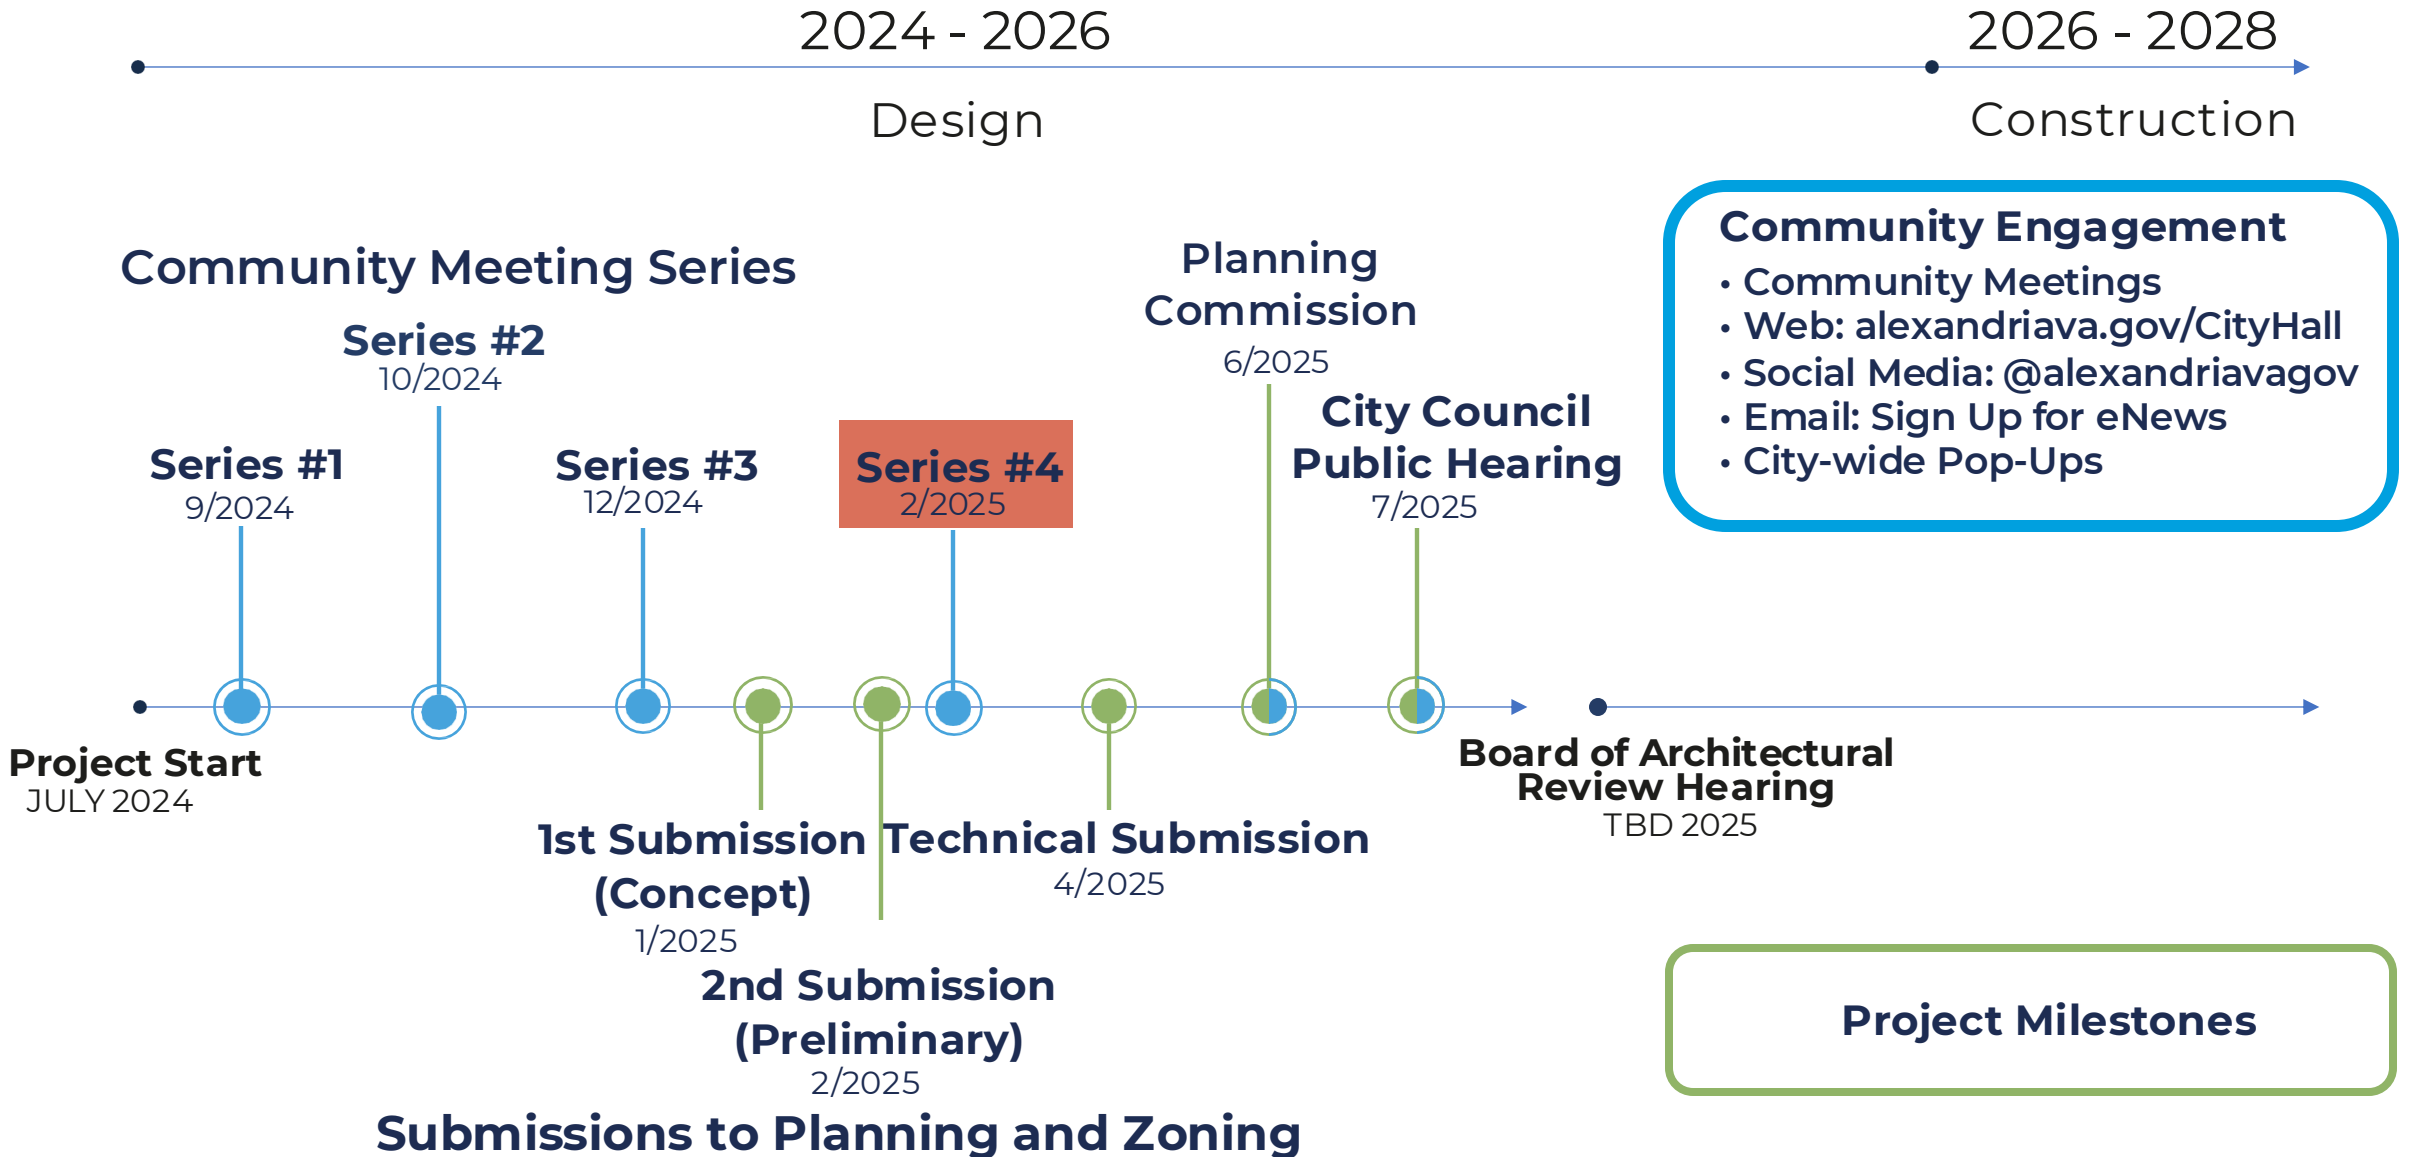 2024 - 2026
2026 - 2028
Design
Construction
Community Meeting Series
Series #1
9/2024
Series #2
10/2024
Series #3
12/2024
Series #4
2/2025
Planning
Commission
6/2025
City Council
Public Hearing
7/2025
Community Engagement
• Community Meetings
• Web: alexandriava.gov/CityHall
• Social Media: @alexandriavagov
• Email: Sign Up for eNews
• City-wide Pop-Ups
Project Start
JULY 2024
1st Submission
(Concept)
1/2025
2nd Submission
(Preliminary)
2/2025
Technical Submission
4/2025
Board of Architectural
Review Hearing
TBD 2025
Submissions to Planning and Zoning
Project Milestones